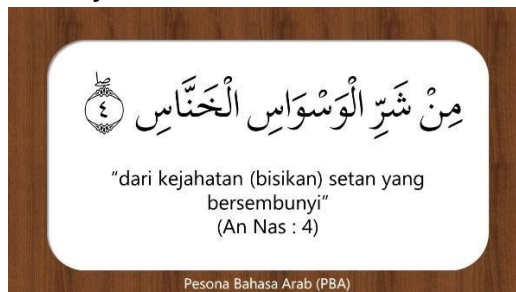 مِنْ شَرِّ الْوَسْوَاسِ الْخَنَّاسِ ۖ ﴿٤﴾
"dari kejahatan (bisikan) setan yang
bersembunyi"
(An Nas : 4)
Pesona Bahasa Arab (PBA)